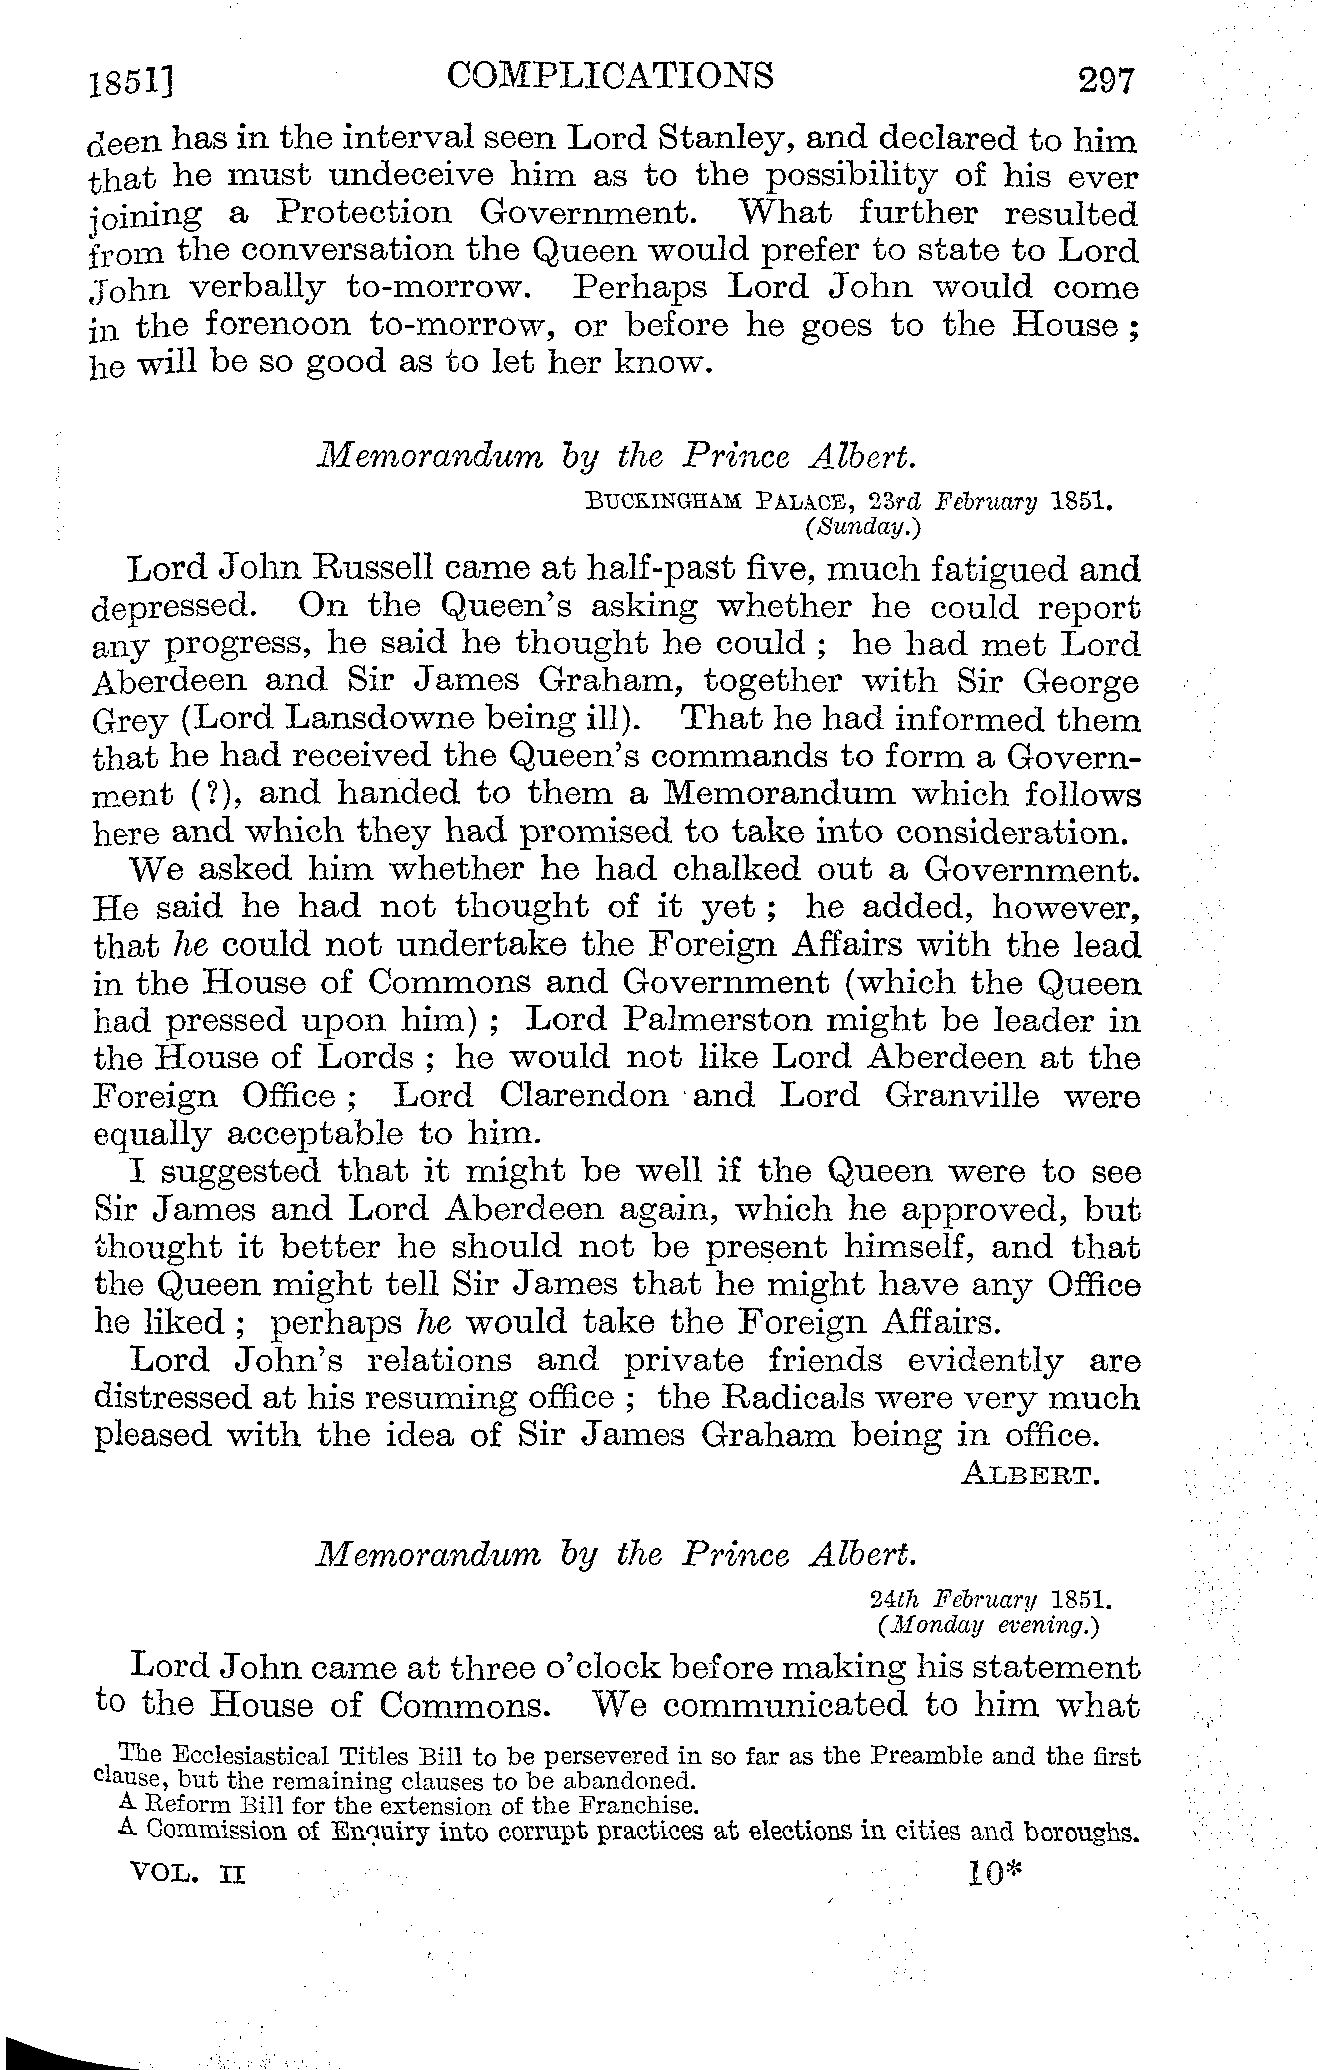 1851] COMPLICATIONS 297
deen has in the interval seen Lord Stanley, and declared to him
that he must undeceive him as to the possibility of his ever
joining a Protection Government. What further resulted
from the conversation the Queen would prefer to state to Lord
John verbally to-morrow. Perhaps Lord John would come
in the forenoon to-morrow, or before he goes to the House ;
he will be so good as to let her know.
Memorandum by the Prince Albert.
BUCKINGHAM PALACE, 23rd February 1851.
(Sunday.)
Lord John Russell came at half-past five, much fatigued and
depressed. On the Queen's asking whether he could report
any progress, he said he thought he could ; he had met Lord
Aberdeen and Sir James Graham, together with Sir George
Grey (Lord Lansdowne being ill). That he had informed them
that he had received the Queen's commands to form a Govern-
ment (?), and handed to them a Memorandum which follows
here and which they had promised to take into consideration.
We asked him whether he had chalked out a Government.
He said he had not thought of it yet ; he added, however,
that he could not undertake the Foreign Affairs with the lead
in the House of Commons and Government (which the Queen
had pressed upon him) ; Lord Palmerston might be leader in
the House of Lords ; he would not like Lord Aberdeen at the
Foreign Office ; Lord Clarendon and Lord Granville were
equally acceptable to him.
I suggested that it might be well if the Queen were to see
Sir James and Lord Aberdeen again, which he approved, but
thought it better he should not be present himself, and that
the Queen might tell Sir James that he might have any Office
he liked ; perhaps he would take the Foreign Affairs.
Lord John's relations and private friends evidently are
distressed at his resuming office ; the Radicals were very much
pleased with the idea of Sir James Graham being in office.
ALBERT.
Memorandum by the Prince Albert.
24th February 1851.
(Monday evening.)
Lord John came at three o'clock before making his statement
to the House of Commons. We communicated to him what
The Ecclesiastical Titles Bill to be persevered in so far as the Preamble and the first
clause, but the remaining clauses to be abandoned.
A Reform Bill for the extension of the Franchise.
A Commission of Enquiry into corrupt practices at elections in cities and boroughs.
VOL. II 10*